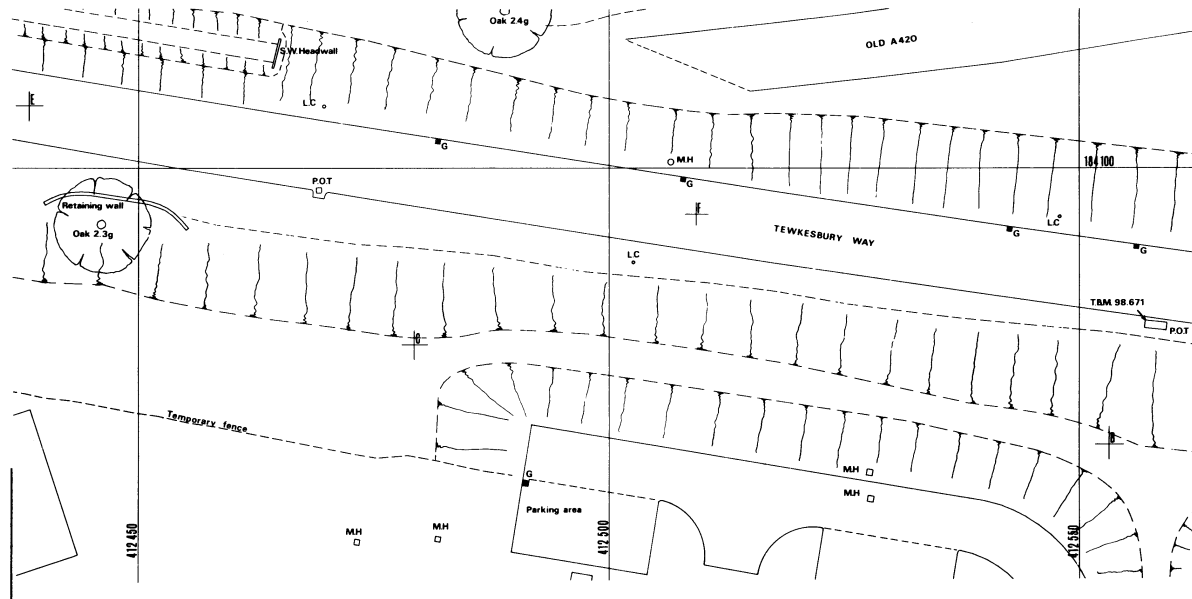 Oak 2.4g
OLD A420
S.W. Headwall
E
L.C
G
M.H
184 100
P.O.T
G
Retaining wall
F
L.C
Oak 2.3g
TEWKESBURY WAY
G
G
L.C
T.B.M. 98.671
P.O.T
C
Temporary fence
B
M.H
G
M.H
Parking area
M.H
M.H
412 450
412 500
412 550